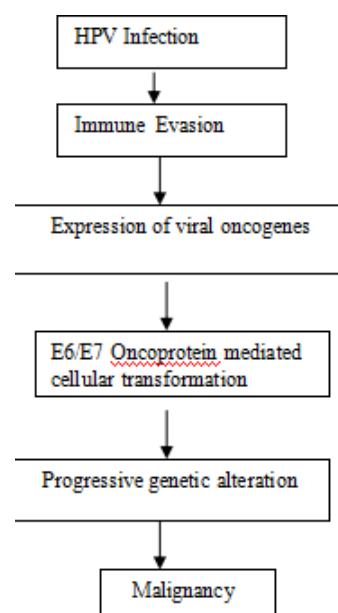 HPV Infection
Immune Evasion
Expression of viral oncogenes
E6/E7 Oncoprotein mediated
cellular transformation
Progressive genetic alteration
Malignancy